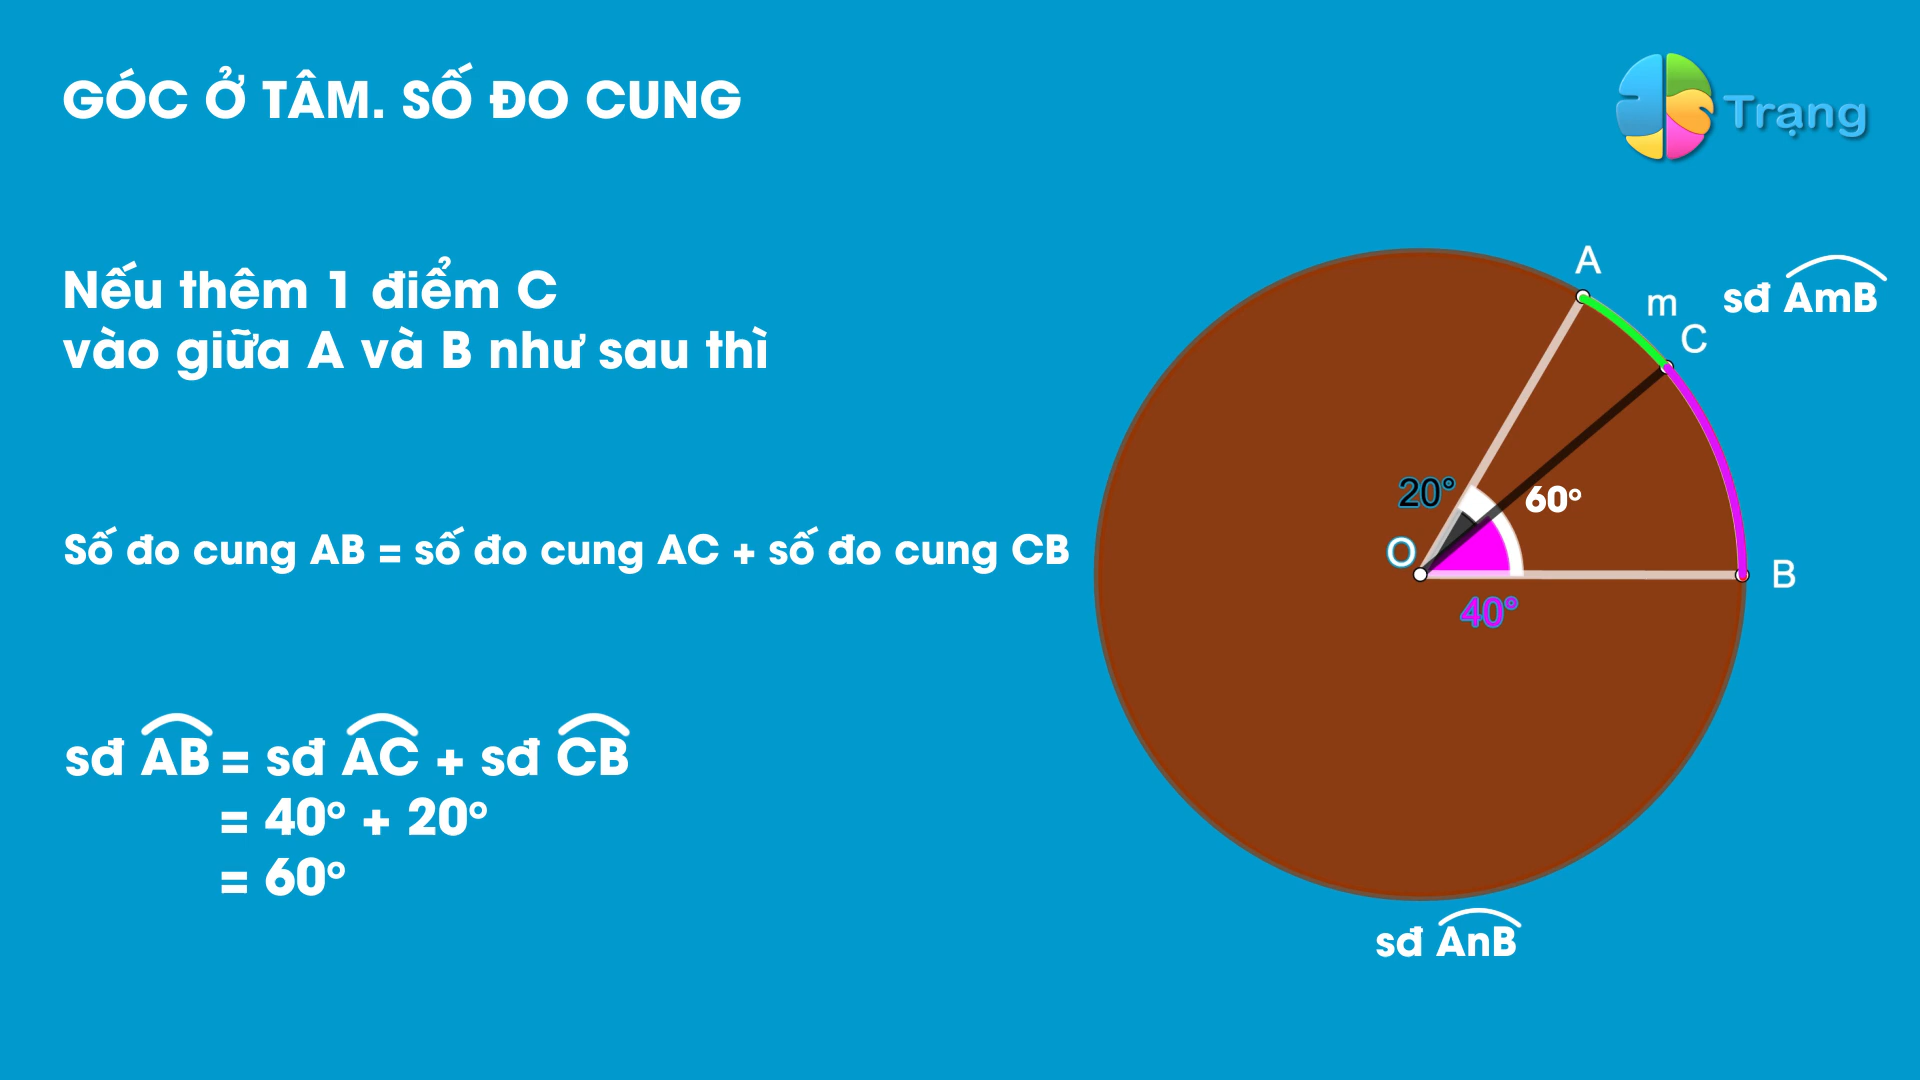 GÓC Ở TÂM. SỐ ĐO CUNG
Trạng
Nếu thêm 1 điểm C
vào giữa A và B như sau thì
Số đo cung AB = số đo cung AC + số đo cung CB
sđ AB = sđ AC + sđ CB
= 40° + 20°
= 60°
A
m
sđ AmB
C
20°
60°
O
B
40°
sđ AnB